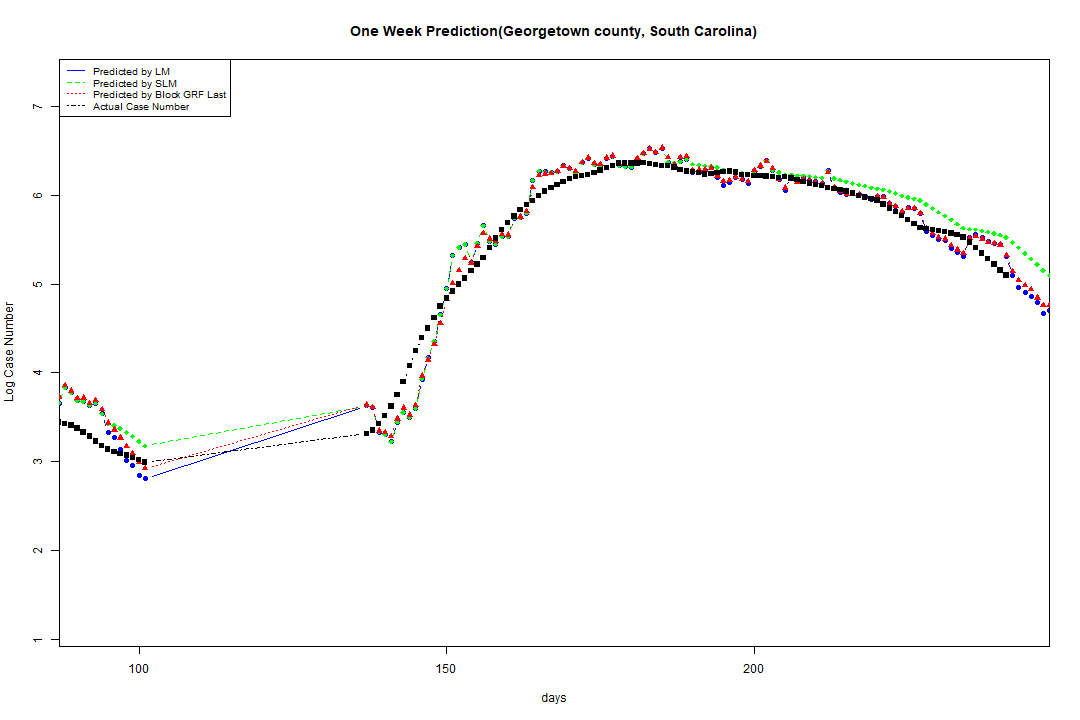 One Week Prediction(Georgetown county, South Carolina)
Predicted by LM
Predicted by SLM
Predicted by Block GRF Last
Actual Case Number
7
6
5
4
3
2
1
Log Case Number
100 150 200
days